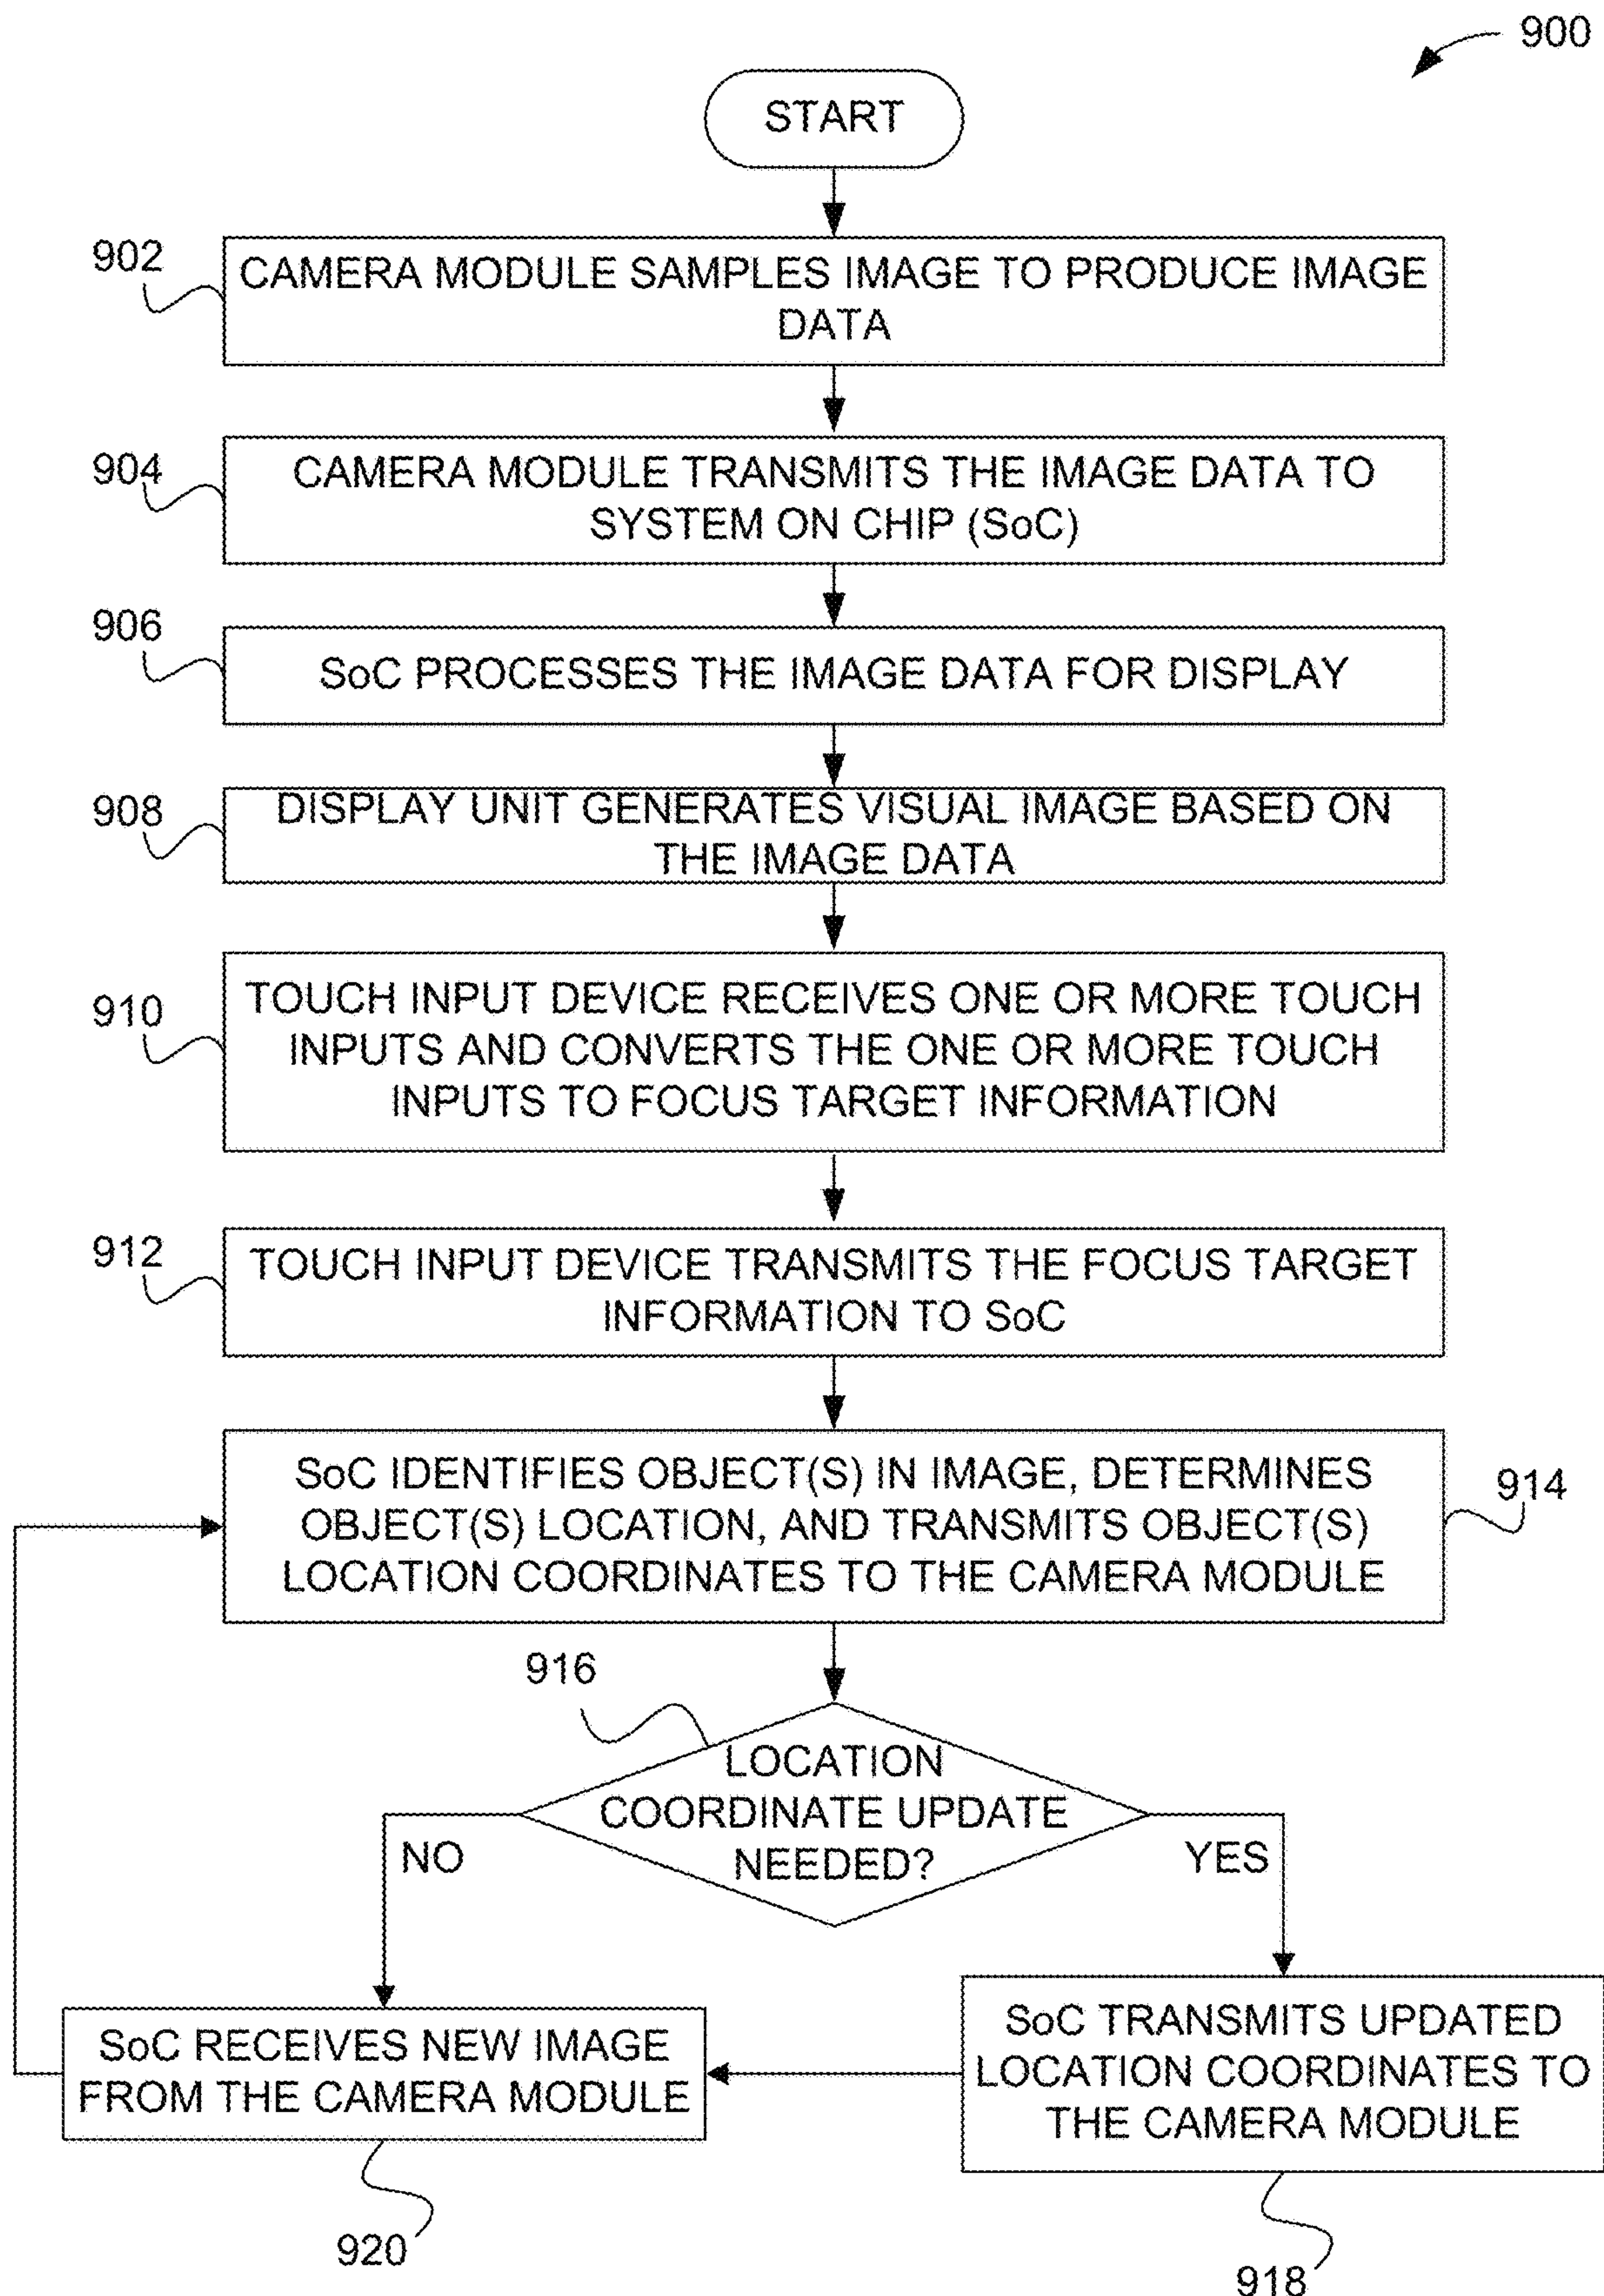 900
START
902
CAMERA MODULE SAMPLES IMAGE TO PRODUCE IMAGE
DATA
904
CAMERA MODULE TRANSMITS THE IMAGE DATA TO
SYSTEM ON CHIP (SoC)
906
SoC PROCESSES THE IMAGE DATA FOR DISPLAY
908
DISPLAY UNIT GENERATES VISUAL IMAGE BASED ON
THE IMAGE DATA
910
TOUCH INPUT DEVICE RECEIVES ONE OR MORE TOUCH
INPUTS AND CONVERTS THE ONE OR MORE TOUCH
INPUTS TO FOCUS TARGET INFORMATION
912
TOUCH INPUT DEVICE TRANSMITS THE FOCUS TARGET
INFORMATION TO SoC
SoC IDENTIFIES OBJECT(S) IN IMAGE, DETERMINES
OBJECT(S) LOCATION, AND TRANSMITS OBJECT(S)
LOCATION COORDINATES TO THE CAMERA MODULE
914
916
LOCATION
COORDINATE UPDATE
NEEDED?
NO
YES
SoC RECEIVES NEW IMAGE
FROM THE CAMERA MODULE
920
SoC TRANSMITS UPDATED
LOCATION COORDINATES TO
THE CAMERA MODULE
918